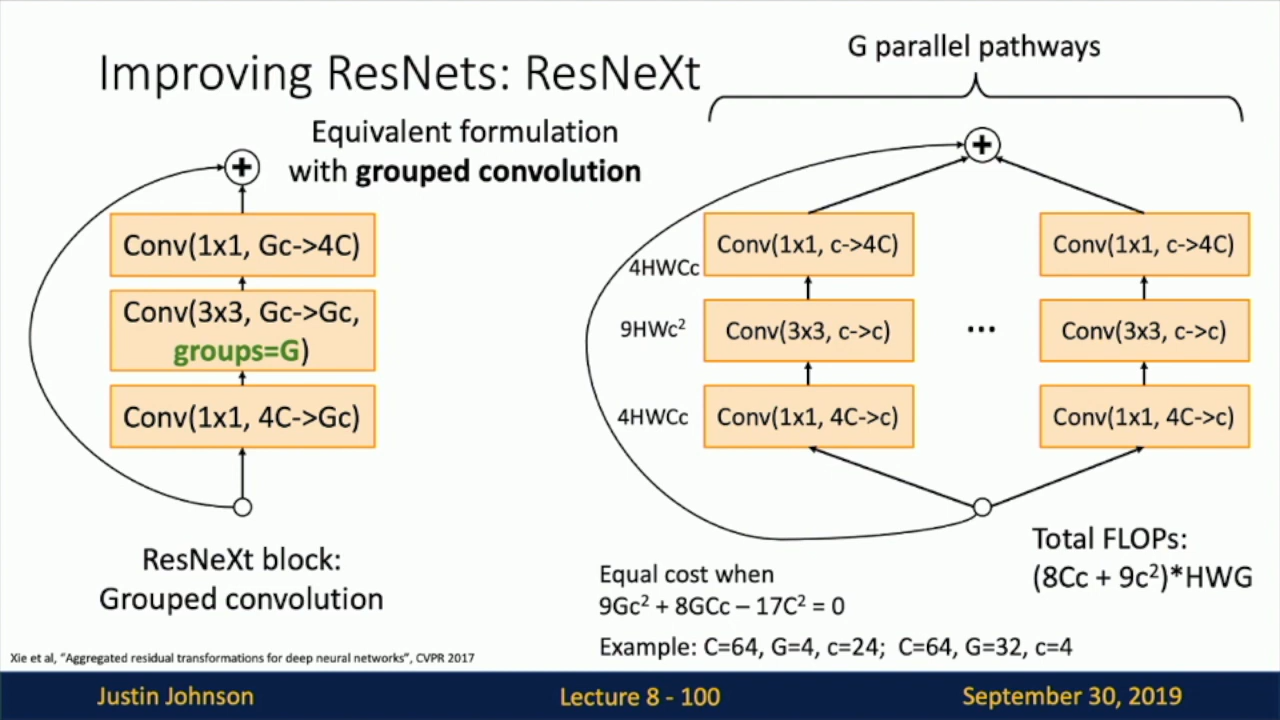 Improving ResNets: ResNeXt
Equivalent formulation
with grouped convolution
Conv(1x1, Gc->4C)
Conv(3x3, Gc->Gc,
groups=G)
Conv(1x1, 4C->Gc)
ResNeXt block:
Grouped convolution
G parallel pathways
4HWCc
Conv(1x1, c->4C)
Conv(1x1, c->4C)
9HWc²
Conv(3x3, c->c)
...
Conv(3x3, c->c)
4HWCc
Conv(1x1, 4C->c)
Conv(1x1, 4C->c)
Total FLOPs:
(8Cc + 9c²)*HWG
Equal cost when
9Gc² + 8GCc – 17C² = 0
Example: C=64, G=4, c=24; C=64, G=32, c=4
Xie et al, “Aggregated residual transformations for deep neural networks”, CVPR 2017
Justin Johnson
Lecture 8 - 100
September 30, 2019